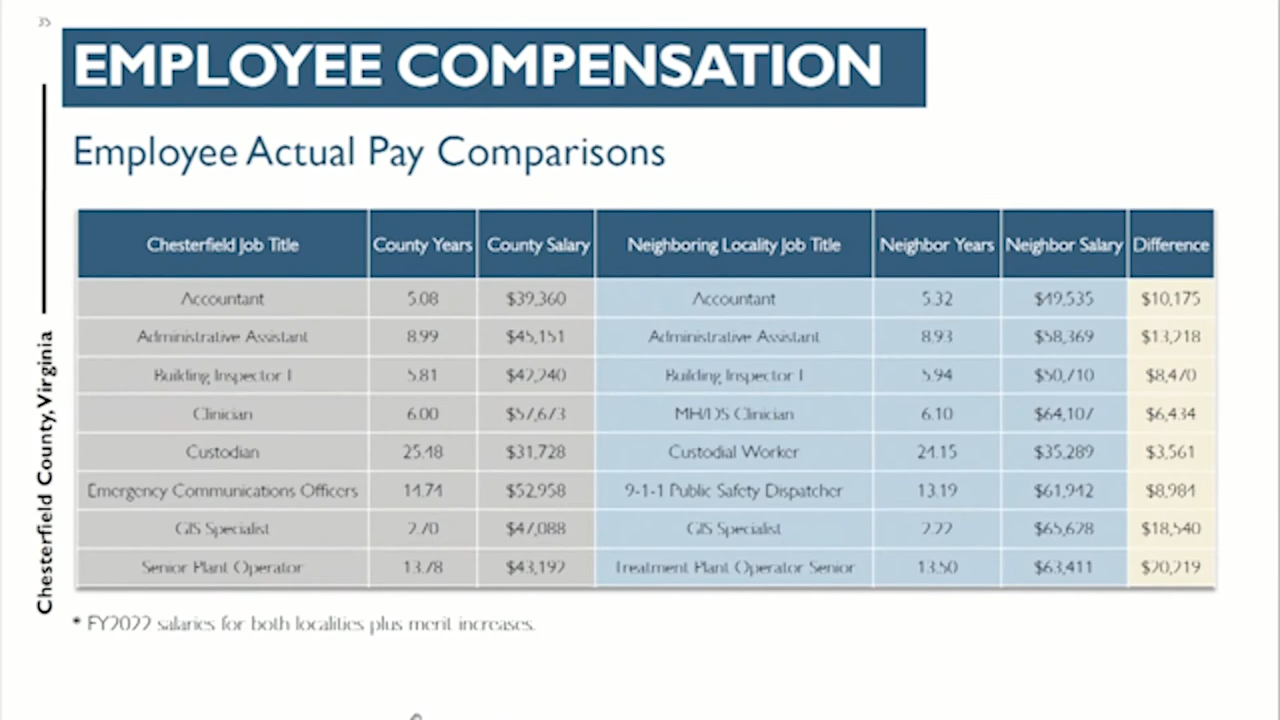 35
EMPLOYEE COMPENSATION
Employee Actual Pay Comparisons
Chesterfield Job Title County Years County Salary Neighboring Locality Job Title Neighbor Years Neighbor Salary Difference
Accountant 5.08 $39,360 Accountant 5.32 $49,535 $10,175
Administrative Assistant 8.99 $45,151 Administrative Assistant 8.93 $58,369 $13,218
Building Inspector I 5.81 $42,240 Building Inspector I 5.94 $50,710 $8,470
Clinician 6.00 $57,673 MH/DS Clinician 6.10 $64,107 $6,434
Custodian 25.48 $31,728 Custodial Worker 24.15 $35,289 $3,561
Emergency Communications Officers 14.74 $52,958 9-1-1 Public Safety Dispatcher 13.19 $61,942 $8,984
GIS Specialist 2.70 $47,088 GIS Specialist 2.22 $65,628 $18,540
Senior Plant Operator 13.78 $43,192 Treatment Plant Operator Senior 13.50 $63,411 $20,219
* FY2022 salaries for both localities plus merit increases.
Chesterfield County, Virginia